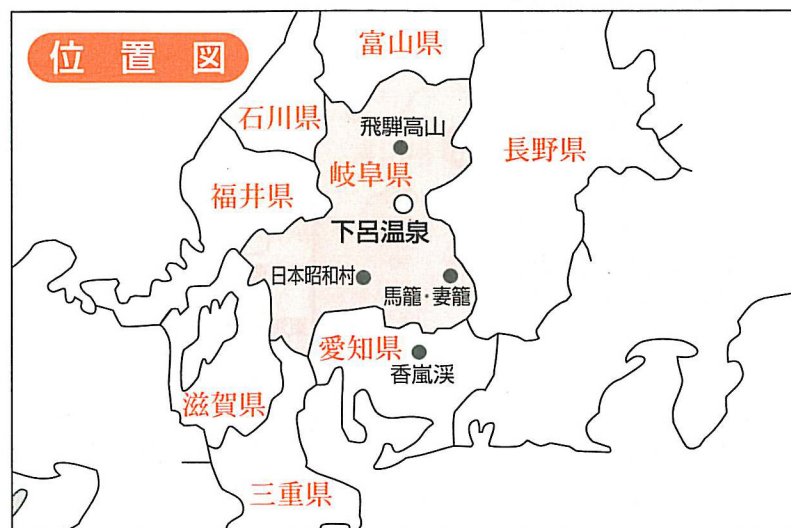 位置図
富山県
石川県
飛騨高山
長野県
岐阜県
福井県
下呂温泉
日本昭和村
馬籠・妻籠
愛知県
香嵐渓
滋賀県
三重県